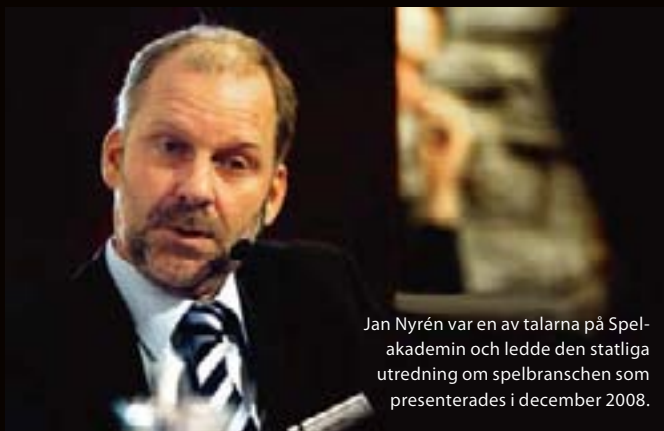 Jan Nyrén var en av talarna på Spel-
akademin och ledde den statliga
utredning om spelbranschen som
presenterades i december 2008.